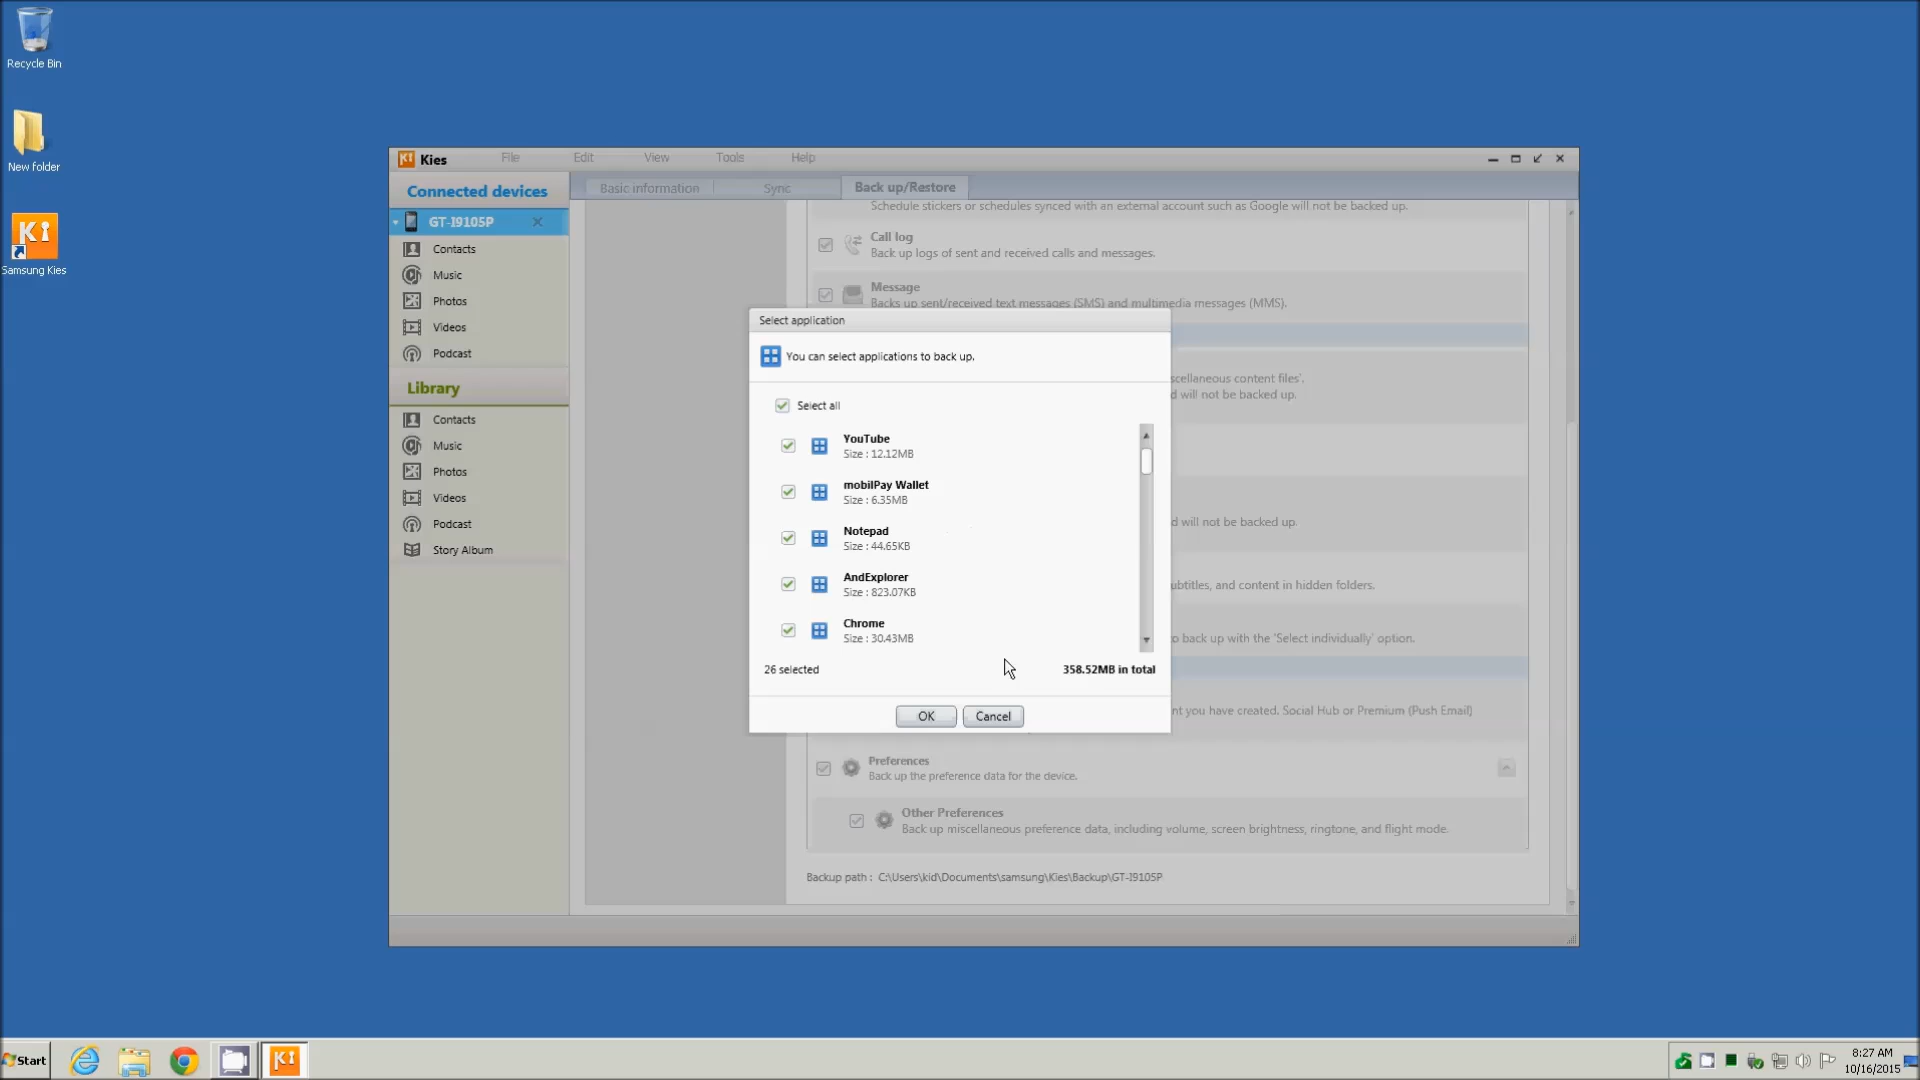 Recycle Bin
New folder
Ki
Samsung Kies
Ki Kies File Edit View Tools Help
Connected devices
GT-I9105P
Contacts
Music
Photos
Videos
Podcast
Library
Contacts
Music
Photos
Videos
Podcast
Story Album
Basic information Sync Back up/Restore
Schedule stickers or schedules synced with an external account such as Google will not be backed up.
Call log
Back up logs of sent and received calls and messages.
Message
Backs up sent/received text messages (SMS) and multimedia messages (MMS).
scellaneous content files'.
d will not be backed up.
d will not be backed up.
ubtitles, and content in hidden folders.
o back up with the 'Select individually' option.
nt you have created. Social Hub or Premium (Push Email)
Select application
You can select applications to back up.
Select all
YouTube
Size : 12.12MB
mobilPay Wallet
Size : 6.35MB
Notepad
Size : 44.65KB
AndExplorer
Size : 823.07KB
Chrome
Size : 30.43MB
26 selected 358.52MB in total
OK Cancel
Preferences
Back up the preference data for the device.
Other Preferences
Back up miscellaneous preference data, including volume, screen brightness, ringtone, and flight mode.
Backup path : C:\Users\kid\Documents\samsung\Kies\Backup\GT-I9105P
Start
Ki
8:27 AM
10/16/2015